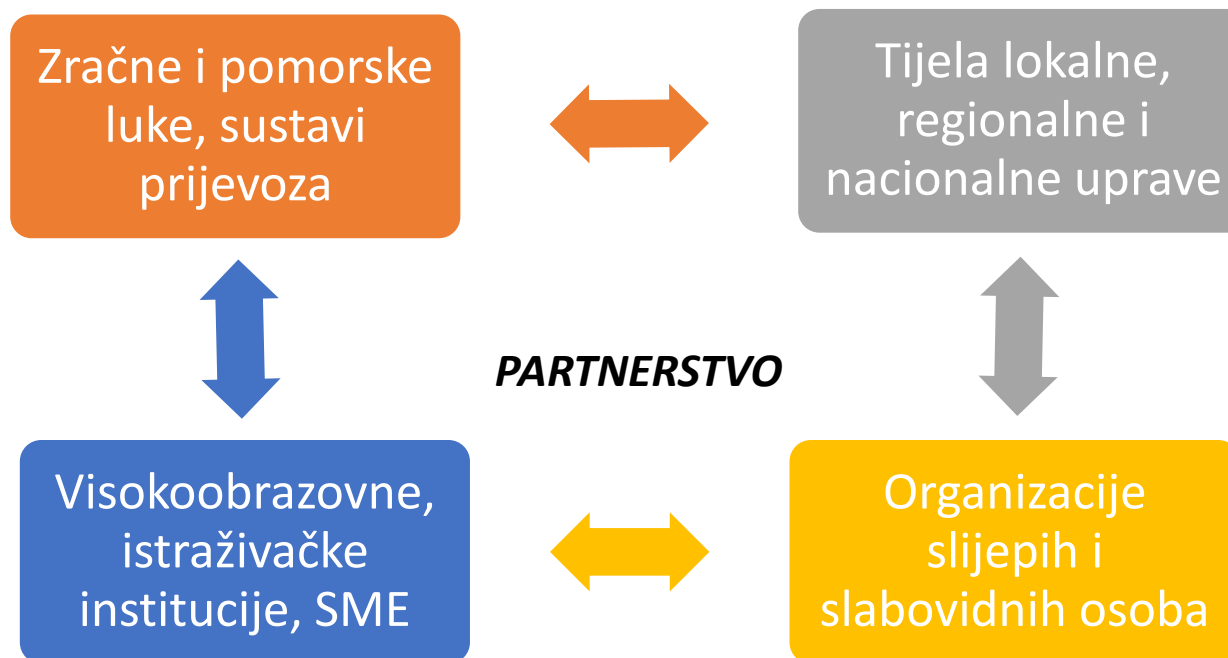 Zračne i pomorske
luke, sustavi
prijevoza
Tijela lokalne,
regionalne i
nacionalne uprave
PARTNERSTVO
Visokoobrazovne,
istraživačke
institucije, SME
Organizacije
slijepih i
slabovidnih osoba